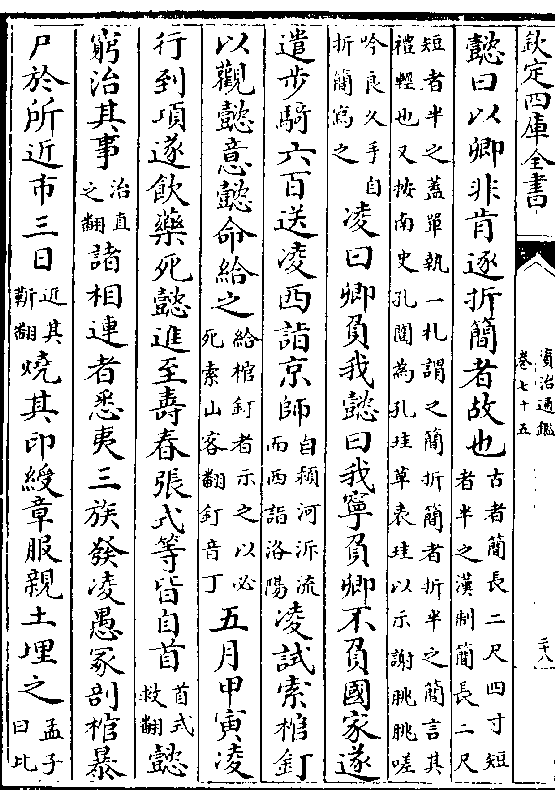 欽定四庫全書
資治通鑑
卷七十五
三八
懿曰以卿非肯逐折簡者故也古者簡長二尺四寸短
者半之漢制簡長二尺
短者半之蓋單執一札謂之簡折簡者折半之簡言其
禮輕也又按南史孔闓為孔珪草表珪以示謝朓朓嗟
吟良久手自
折簡寫之凌曰卿負我懿曰我寧負卿不負國家遂
遣步騎六百送凌西詣京師自潁河泝流
而西詣洛陽凌試索棺釘
以觀懿意懿命給之給棺釘者示之以必
死索山客翻釘音丁五月甲寅凌
行到項遂飲藥死懿進至壽春張式等皆自首首式
救翻懿
窮治其事治直
之翻諸相連者悉夷三族發凌愚冢剖棺暴
尸於所近市三日近其
靳翻燒其印綬章服親土埋之孟子
曰比